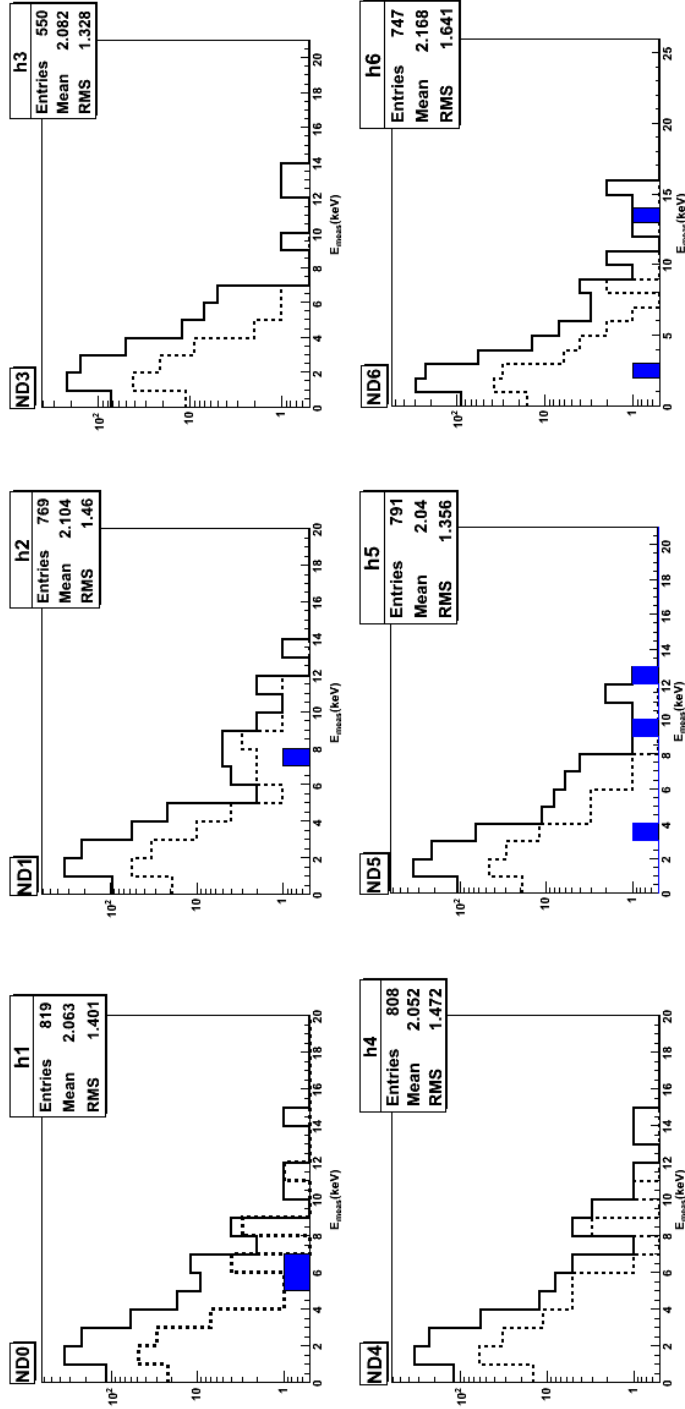 ND0
h1
Entries 819
Mean 2.063
RMS 1.401
10²
10
1
0 2 4 6 8 10 12 14 16 18 20
E_meas(keV)
ND1
h2
Entries 769
Mean 2.104
RMS 1.46
10²
10
1
0 2 4 6 8 10 12 14 16 18 20
E_meas(keV)
ND3
h3
Entries 550
Mean 2.082
RMS 1.328
10²
10
1
0 2 4 6 8 10 12 14 16 18 20
E_meas(keV)
ND4
h4
Entries 808
Mean 2.052
RMS 1.472
10²
10
1
0 2 4 6 8 10 12 14 16 18 20
E_meas(keV)
ND5
h5
Entries 791
Mean 2.04
RMS 1.356
10²
10
1
0 2 4 6 8 10 12 14 16 18 20
E_meas(keV)
ND6
h6
Entries 747
Mean 2.168
RMS 1.641
10²
10
1
0 5 10 15 20 25
E_meas(keV)